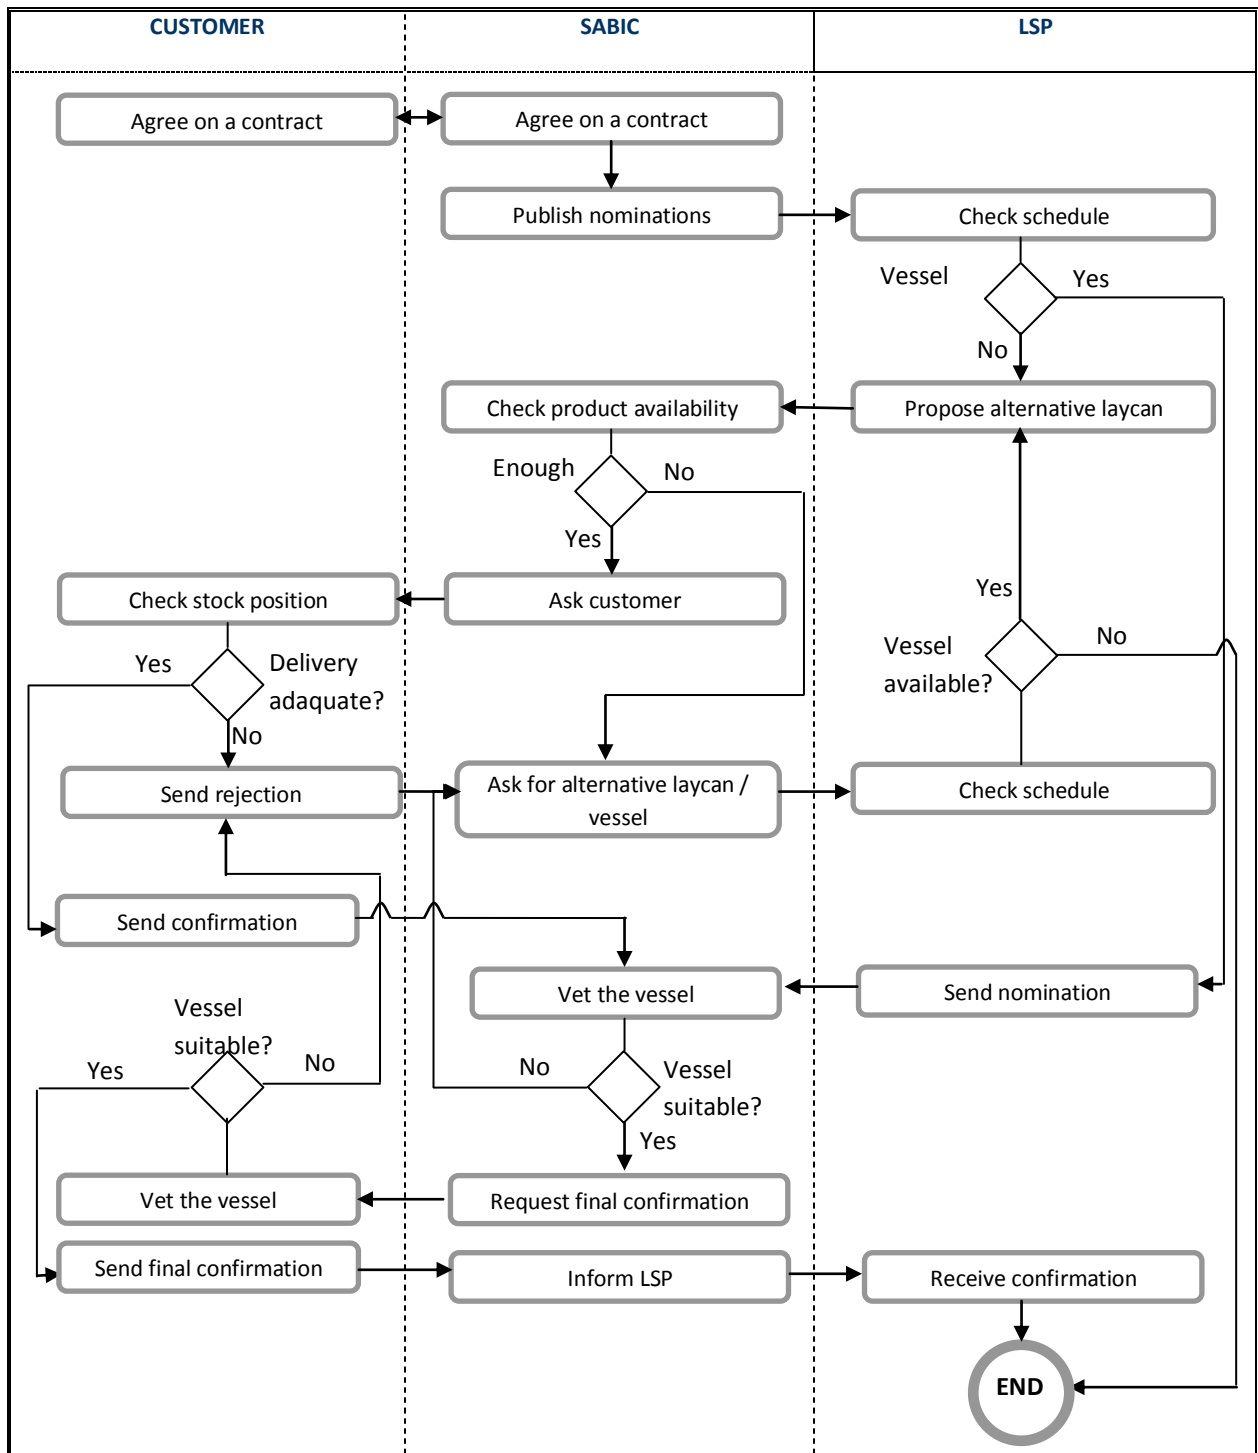 CUSTOMER
SABIC
LSP
Agree on a contract
Agree on a contract
Publish nominations
Check schedule
Vessel
Yes
No
Check product availability
Propose alternative laycan
Enough
No
Yes
Check stock position
Ask customer
Yes
No
Yes
Delivery
adaquate?
Vessel
available?
No
Send rejection
Ask for alternative laycan /
vessel
Check schedule
Send confirmation
Vet the vessel
Send nomination
Vessel
suitable?
Yes
No
No
Vessel
suitable?
Yes
Vet the vessel
Request final confirmation
Send final confirmation
Inform LSP
Receive confirmation
END